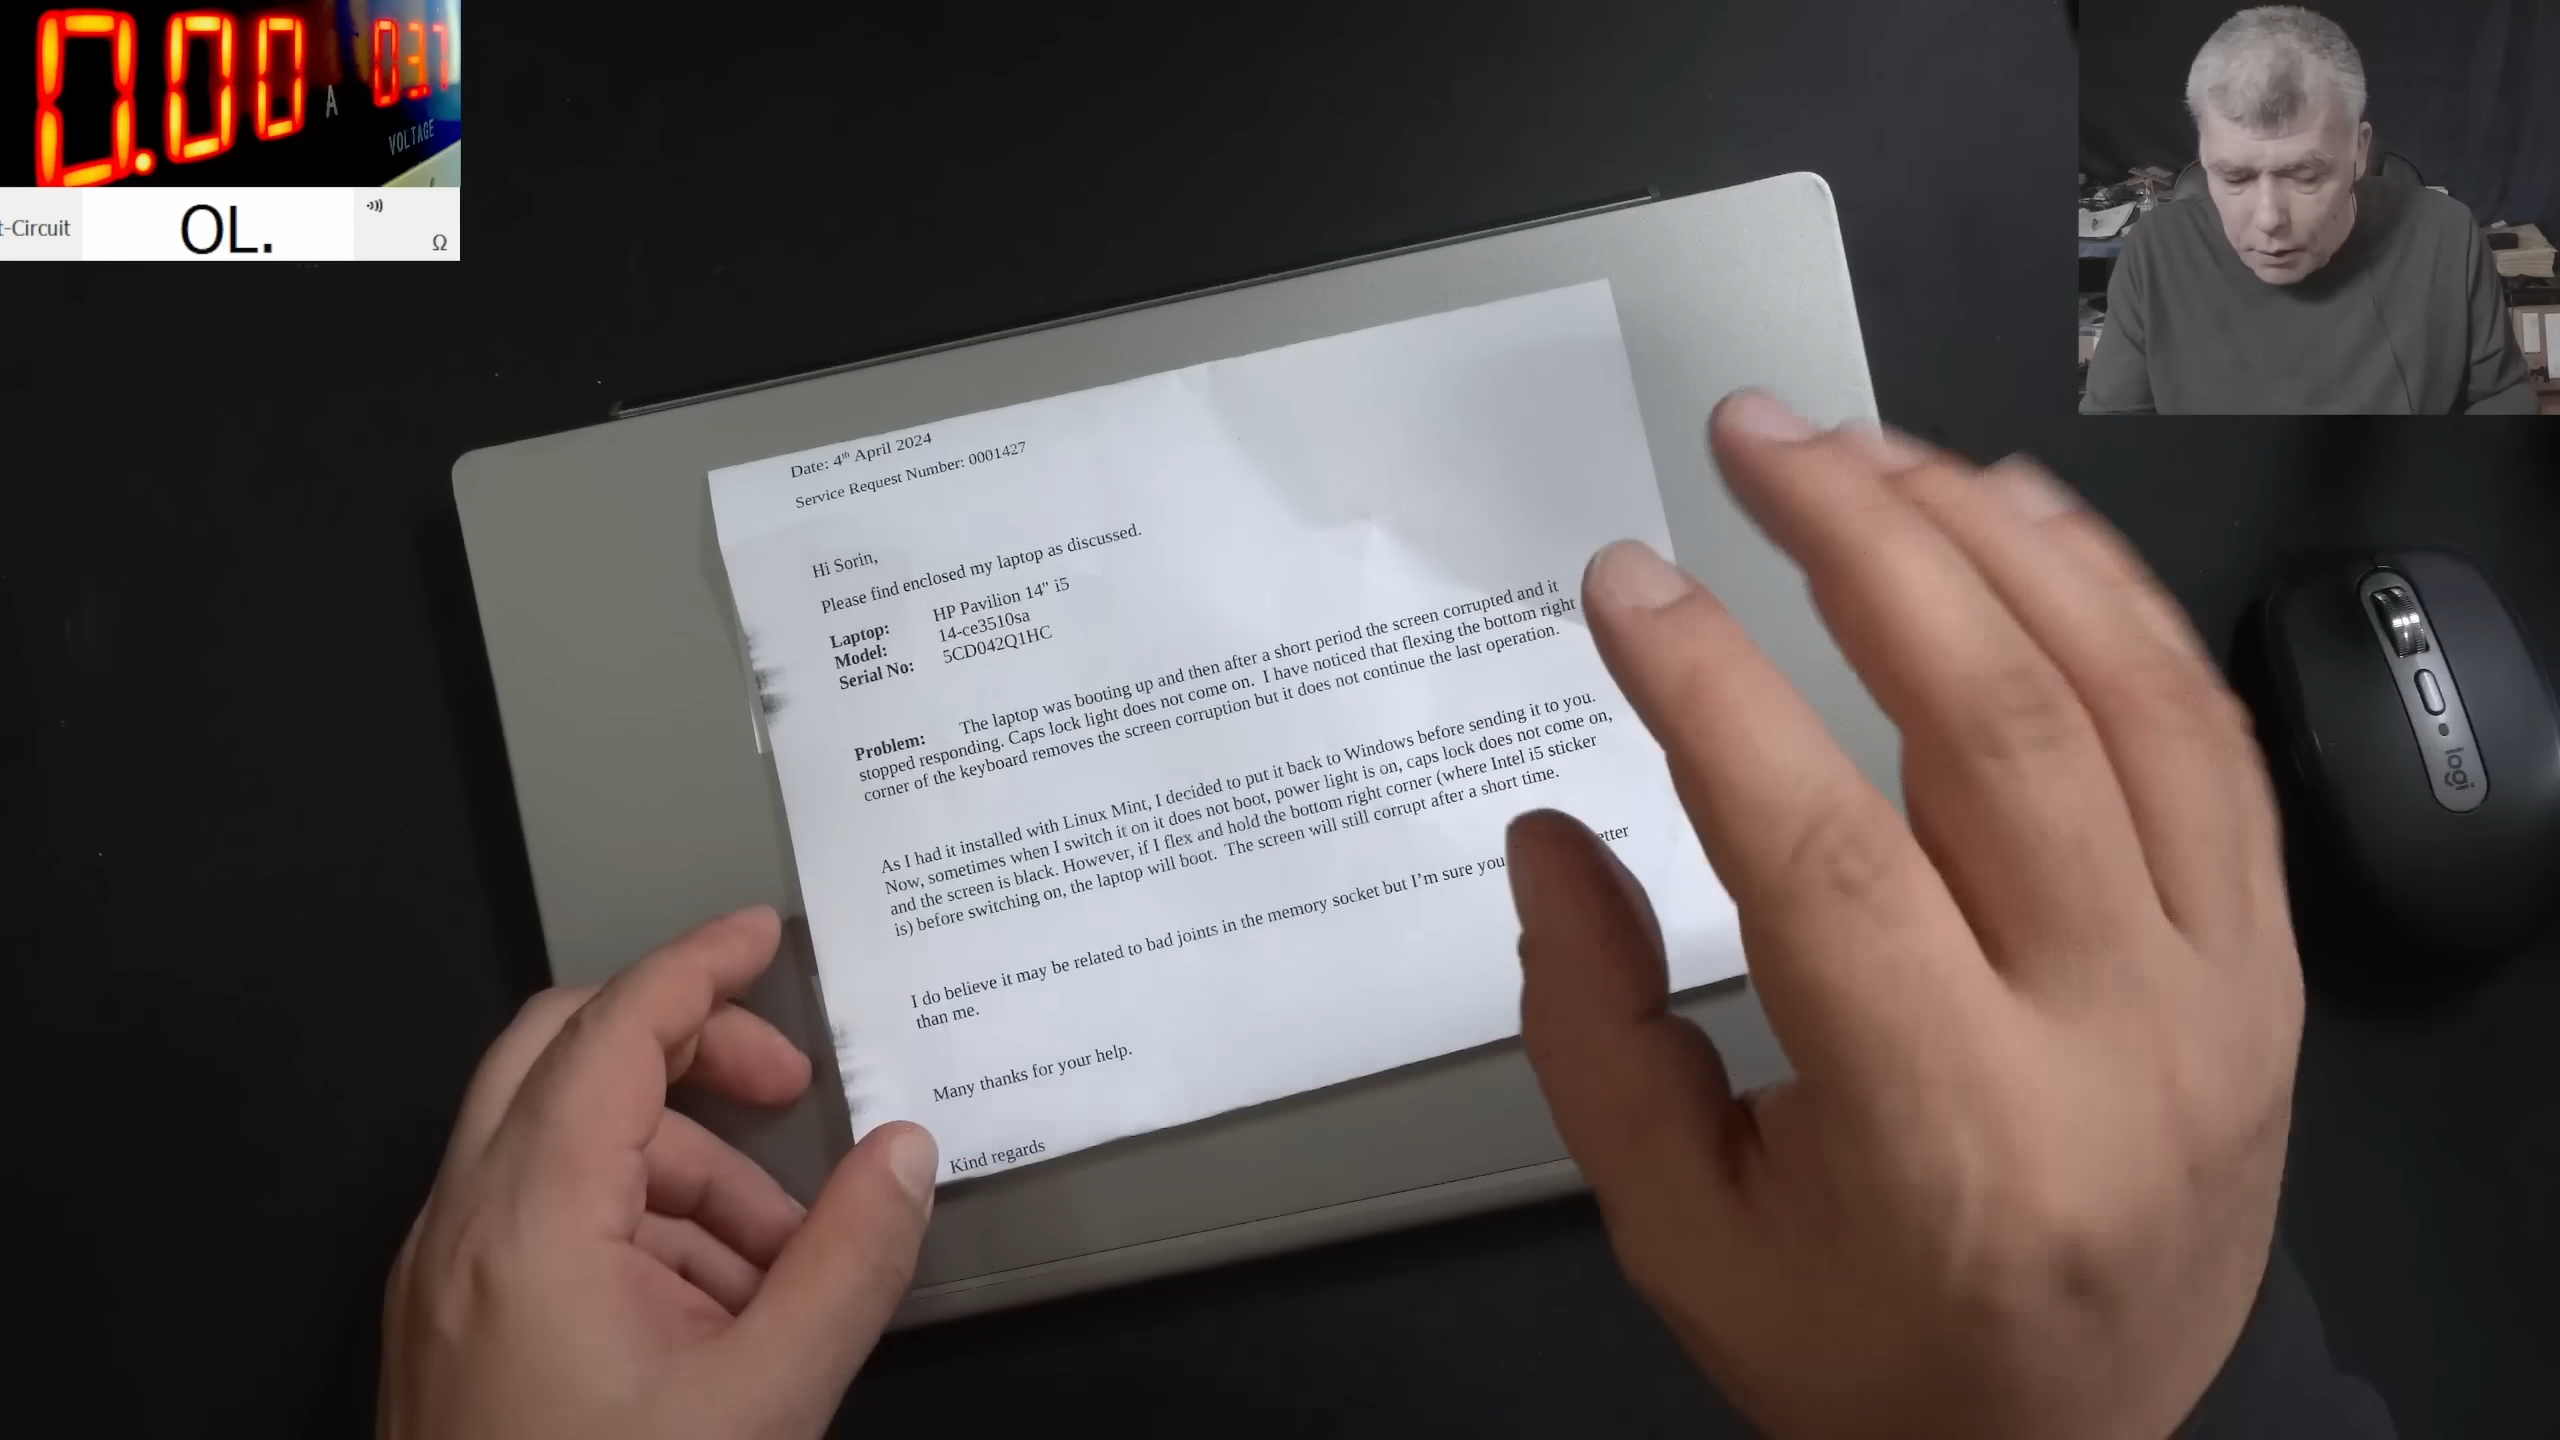 0.00 A
03.7
VOLTAGE
t-Circuit
OL.
Ω
Date: 4th April 2024
Service Request Number: 0001427
Hi Sorin,
Please find enclosed my laptop as discussed.
Laptop: HP Pavilion 14" i5
Model: 14-ce3510sa
Serial No: 5CD042Q1HC
Problem: The laptop was booting up and then after a short period the screen corrupted and it
stopped responding. Caps lock light does not come on. I have noticed that flexing the bottom right
corner of the keyboard removes the screen corruption but it does not continue the last operation.
As I had it installed with Linux Mint, I decided to put it back to Windows before sending it to you.
Now, sometimes when I switch it on it does not boot, power light is on, caps lock does not come on,
and the screen is black. However, if I flex and hold the bottom right corner (where Intel i5 sticker
is) before switching on, the laptop will boot. The screen will still corrupt after a short time.
I do believe it may be related to bad joints in the memory socket but I'm sure you etter
than me.
Many thanks for your help.
Kind regards
logi